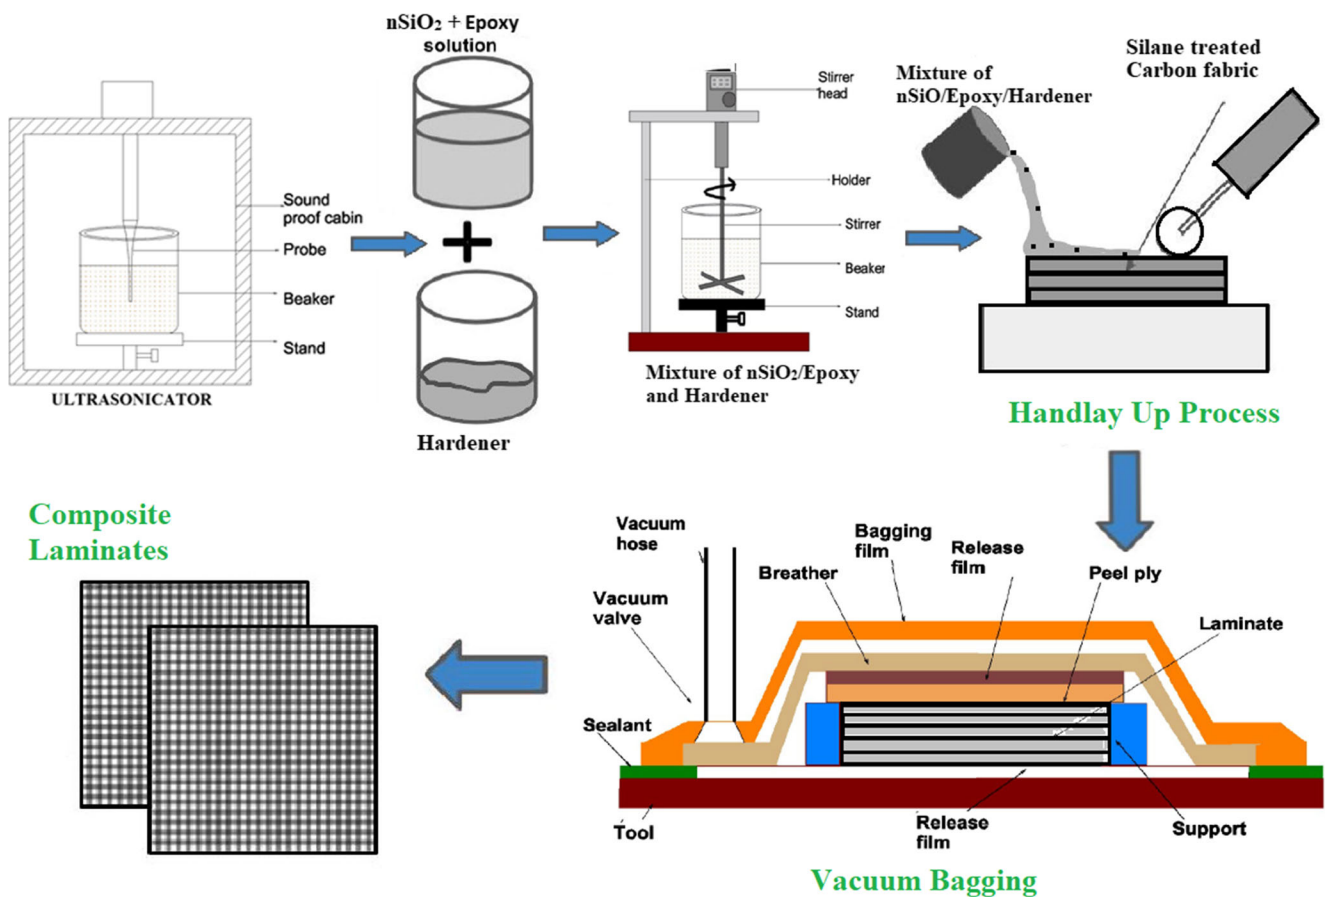 nSiO₂ + Epoxy
solution
Sound
proof cabin
Probe
Beaker
Stand
ULTRASONICATOR
Hardener
Stirrer
head
Holder
Stirrer
Beaker
Stand
Mixture of nSiO₂/Epoxy
and Hardener
Mixture of
nSiO/Epoxy/Hardener
Silane treated
Carbon fabric
Handlay Up Process
Composite
Laminates
Vacuum
hose
Vacuum
valve
Breather
Bagging
film
Release
film
Peel ply
Laminate
Sealant
Tool
Release
film
Support
Vacuum Bagging